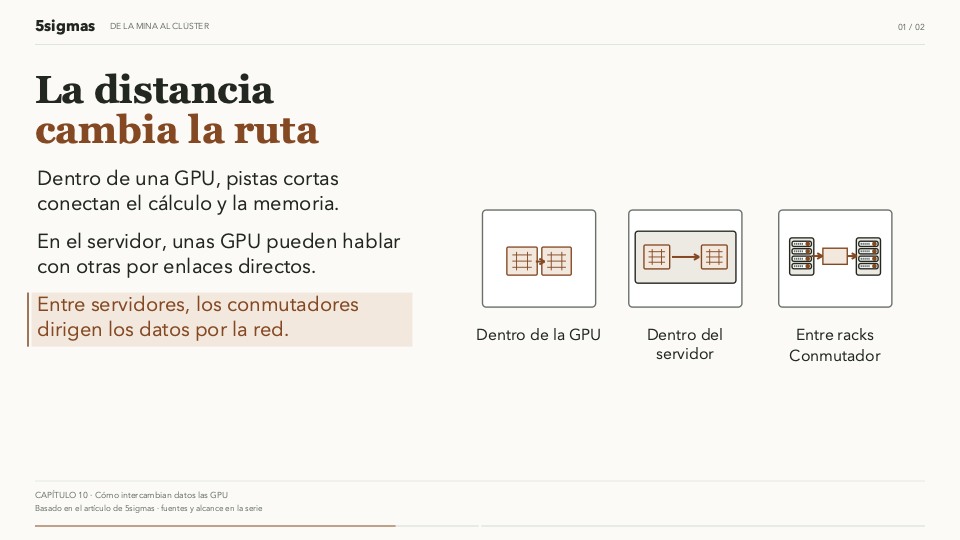 5sigmas
DE LA MINA AL CLÚSTER
01 / 02
La distancia
cambia la ruta
Dentro de una GPU, pistas cortas
conectan el cálculo y la memoria.
En el servidor, unas GPU pueden hablar
con otras por enlaces directos.
Entre servidores, los conmutadores
dirigen los datos por la red.
Dentro de la GPU
Dentro del
servidor
Entre racks
Conmutador
CAPÍTULO 10 · Cómo intercambian datos las GPU
Basado en el artículo de 5sigmas · fuentes y alcance en la serie